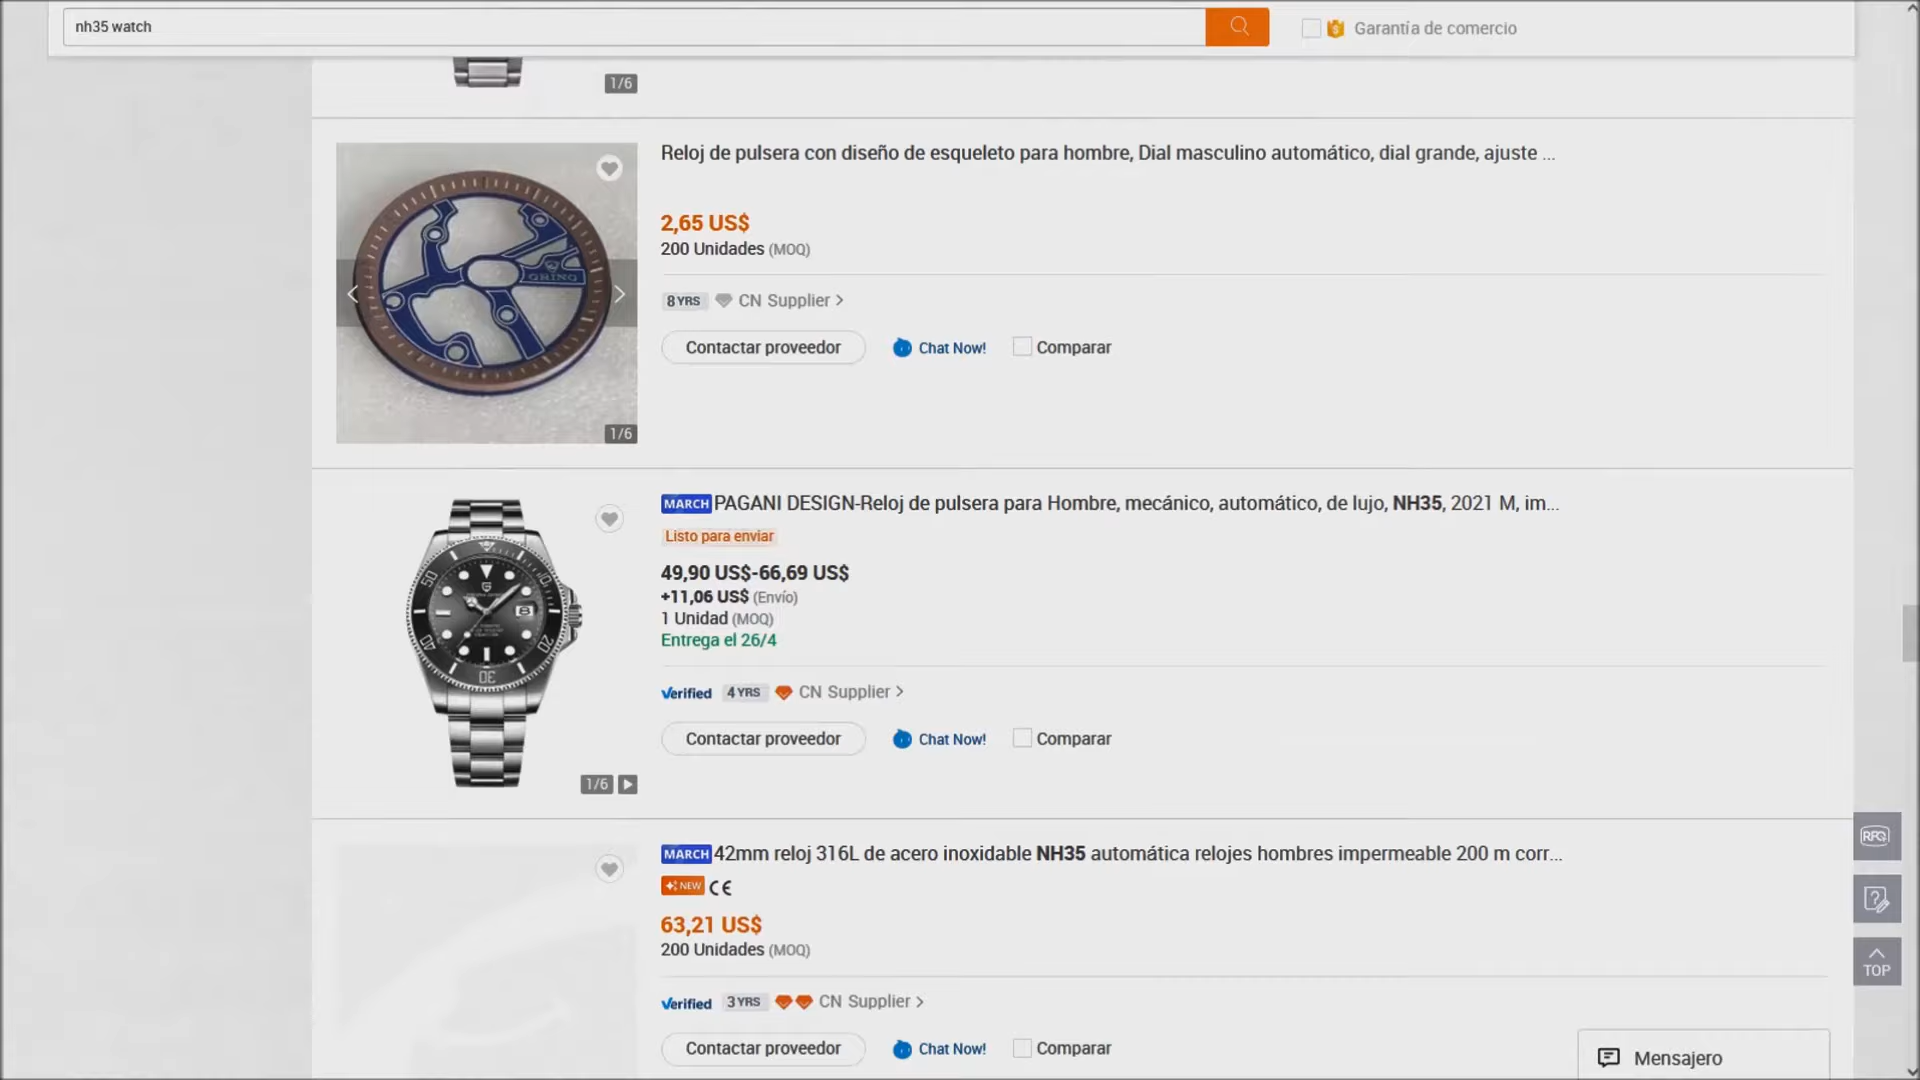 nh35 watch
Garantía de comercio
1/6
Reloj de pulsera con diseño de esqueleto para hombre, Dial masculino automático, dial grande, ajuste ...
2,65 US$
200 Unidades (MOQ)
8 YRS CN Supplier >
Contactar proveedor Chat Now! Comparar
1/6
MARCH PAGANI DESIGN-Reloj de pulsera para Hombre, mecánico, automático, de lujo, NH35, 2021 M, im...
Listo para enviar
49,90 US$-66,69 US$
+11,06 US$ (Envío)
1 Unidad (MOQ)
Entrega el 26/4
Verified 4 YRS CN Supplier >
Contactar proveedor Chat Now! Comparar
1/6
MARCH 42mm reloj 316L de acero inoxidable NH35 automática relojes hombres impermeable 200 m corr...
NEW CE
63,21 US$
200 Unidades (MOQ)
Verified 3 YRS CN Supplier >
Contactar proveedor Chat Now! Comparar
RFQ
TOP
Mensajero